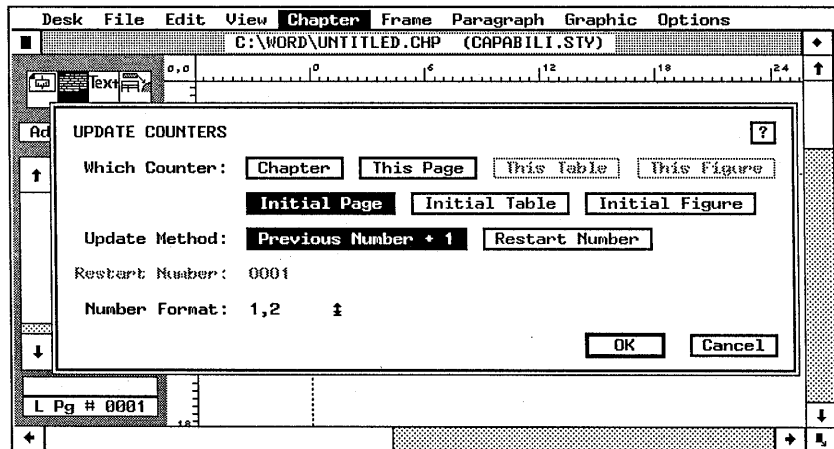 Desk File Edit View Chapter Frame Paragraph Graphic Options
C:\WORD\UNTITLED.CHP (CAPABILI.STY)
0,0 0 6 12 18 24
Text
Ad
UPDATE COUNTERS ?
Which Counter: Chapter This Page This Table This Figure
Initial Page Initial Table Initial Figure
Update Method: Previous Number + 1 Restart Number
Restart Number: 0001
Number Format: 1,2
OK Cancel
L Pg # 0001
18